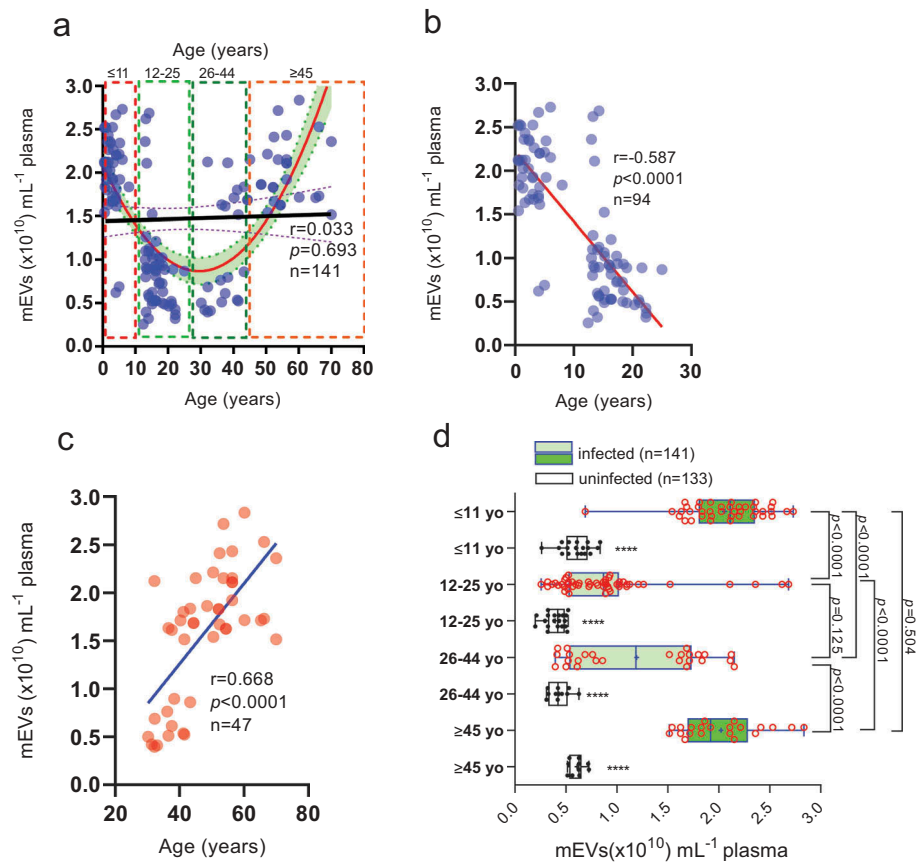 a
Age (years)
≤11 12-25 26-44 ≥45
3.0
2.5
2.0
1.5
1.0
0.5
0.0
mEVs (x10¹⁰) mL⁻¹ plasma
r=0.033
p=0.693
n=141
0 10 20 30 40 50 60 70 80
Age (years)
b
3.0
2.5
2.0
1.5
1.0
0.5
0.0
mEVs (x10¹⁰) mL⁻¹ plasma
r=-0.587
p<0.0001
n=94
0 10 20 30
Age (years)
c
3.0
2.5
2.0
1.5
1.0
0.5
0.0
mEVs (x10¹⁰) mL⁻¹ plasma
r=0.668
p<0.0001
n=47
20 40 60 80
Age (years)
d
infected (n=141)
uninfected (n=133)
≤11 yo
≤11 yo ****
12-25 yo
12-25 yo ****
26-44 yo
26-44 yo ****
≥45 yo
≥45 yo ****
p<0.0001
p<0.0001
p=0.125
p<0.0001
p<0.0001
p=0.504
0.0 0.5 1.0 1.5 2.0 2.5 3.0
mEVs(x10¹⁰) mL⁻¹ plasma